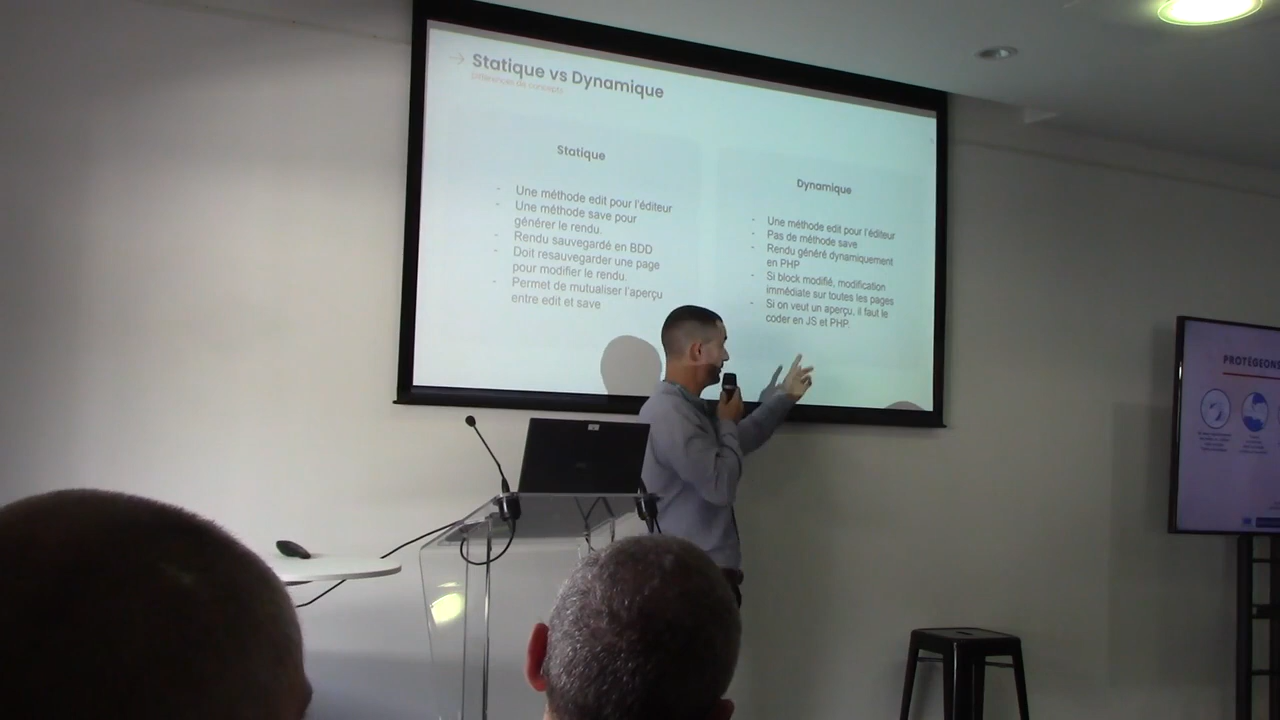 → Statique vs Dynamique
Différences de concepts
Statique
- Une méthode edit pour l'éditeur
- Une méthode save pour
générer le rendu.
- Rendu sauvegardé en BDD
- Doit resauvegarder une page
pour modifier le rendu.
- Permet de mutualiser l'aperçu
entre edit et save
Dynamique
- Une méthode edit pour l'éditeur
- Pas de méthode save
- Rendu généré dynamiquement
en PHP
- Si block modifié, modification
immédiate sur toutes les pages
- Si on veut un aperçu, il faut le
coder en JS et PHP.
PROTÉGEONS